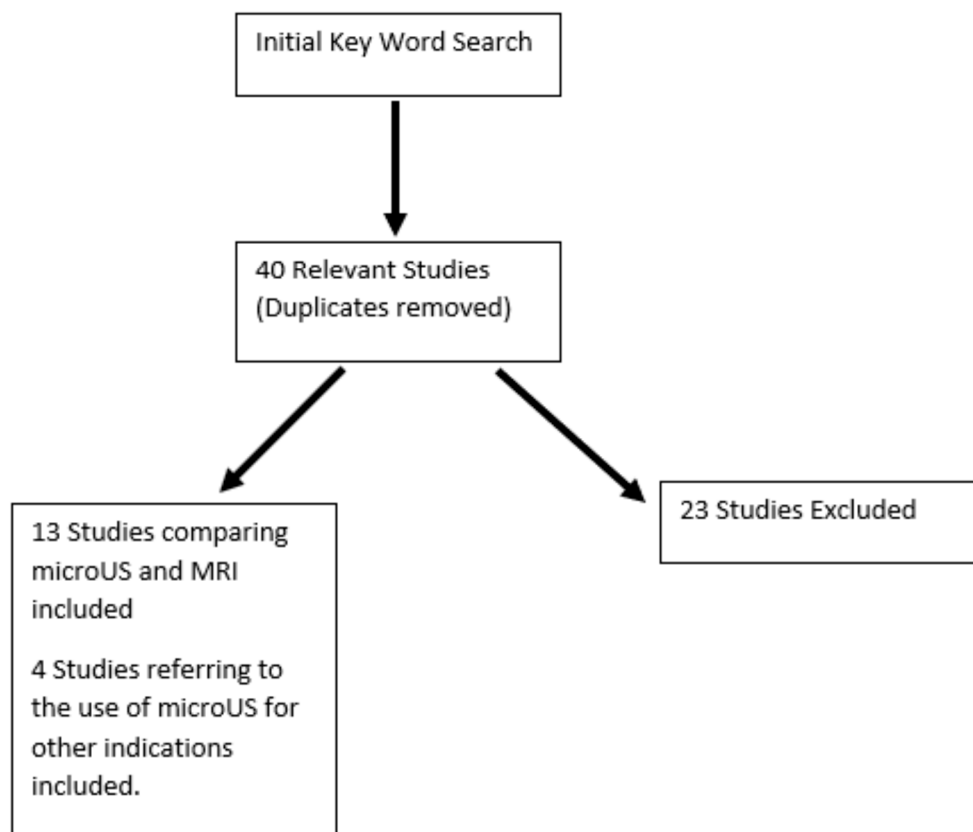 Initial Key Word Search
40 Relevant Studies
(Duplicates removed)
13 Studies comparing
microUS and MRI
included
4 Studies referring to
the use of microUS for
other indications
included.
23 Studies Excluded